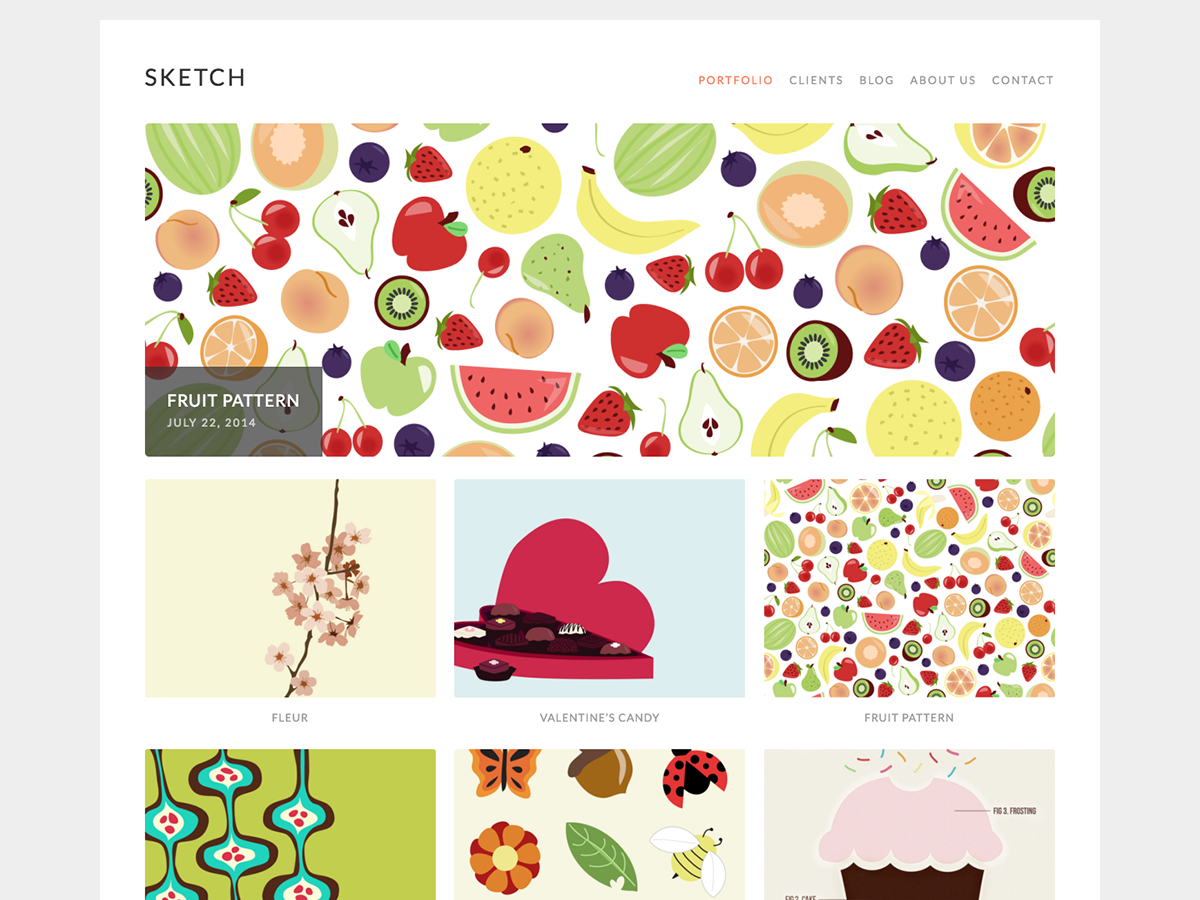 SKETCH
PORTFOLIO CLIENTS BLOG ABOUT US CONTACT
FRUIT PATTERN
JULY 22, 2014
FLEUR
VALENTINE'S CANDY
FRUIT PATTERN
FIG 3. FROSTING
FIG 2. CAKE